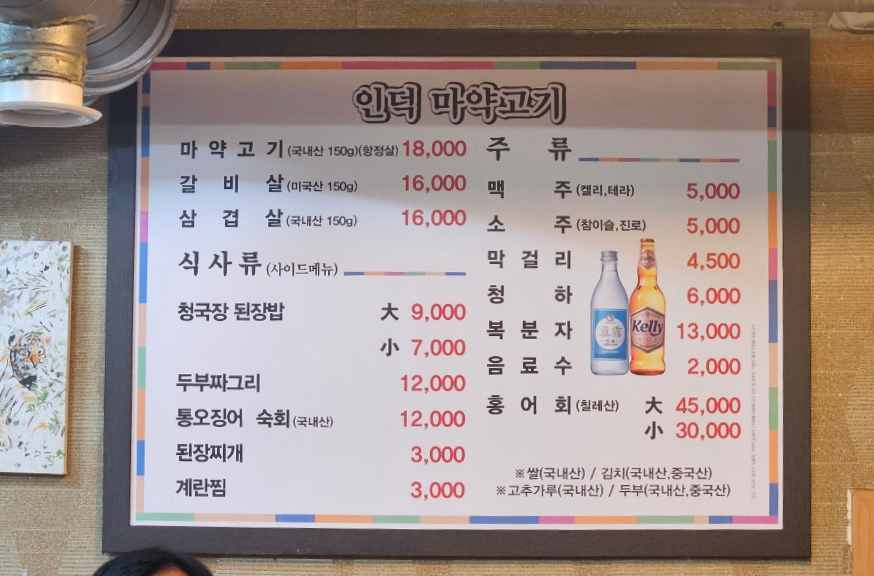 인덕 마약고기
마약고기(국내산 150g)(항정살) 18,000
갈비살(미국산 150g) 16,000
삼겹살(국내산 150g) 16,000
식사류(사이드메뉴)
청국장 된장밥 大 9,000
小 7,000
두부짜그리 12,000
통오징어 숙회(국내산) 12,000
된장찌개 3,000
계란찜 3,000
주류
맥주(켈리,테라) 5,000
소주(참이슬,진로) 5,000
막걸리 4,500
청하 6,000
복분자 13,000
음료수 2,000
Kelly
홍어회(칠레산) 大 45,000
小 30,000
※쌀(국내산) / 김치(국내산,중국산)
※고추가루(국내산) / 두부(국내산,중국산)